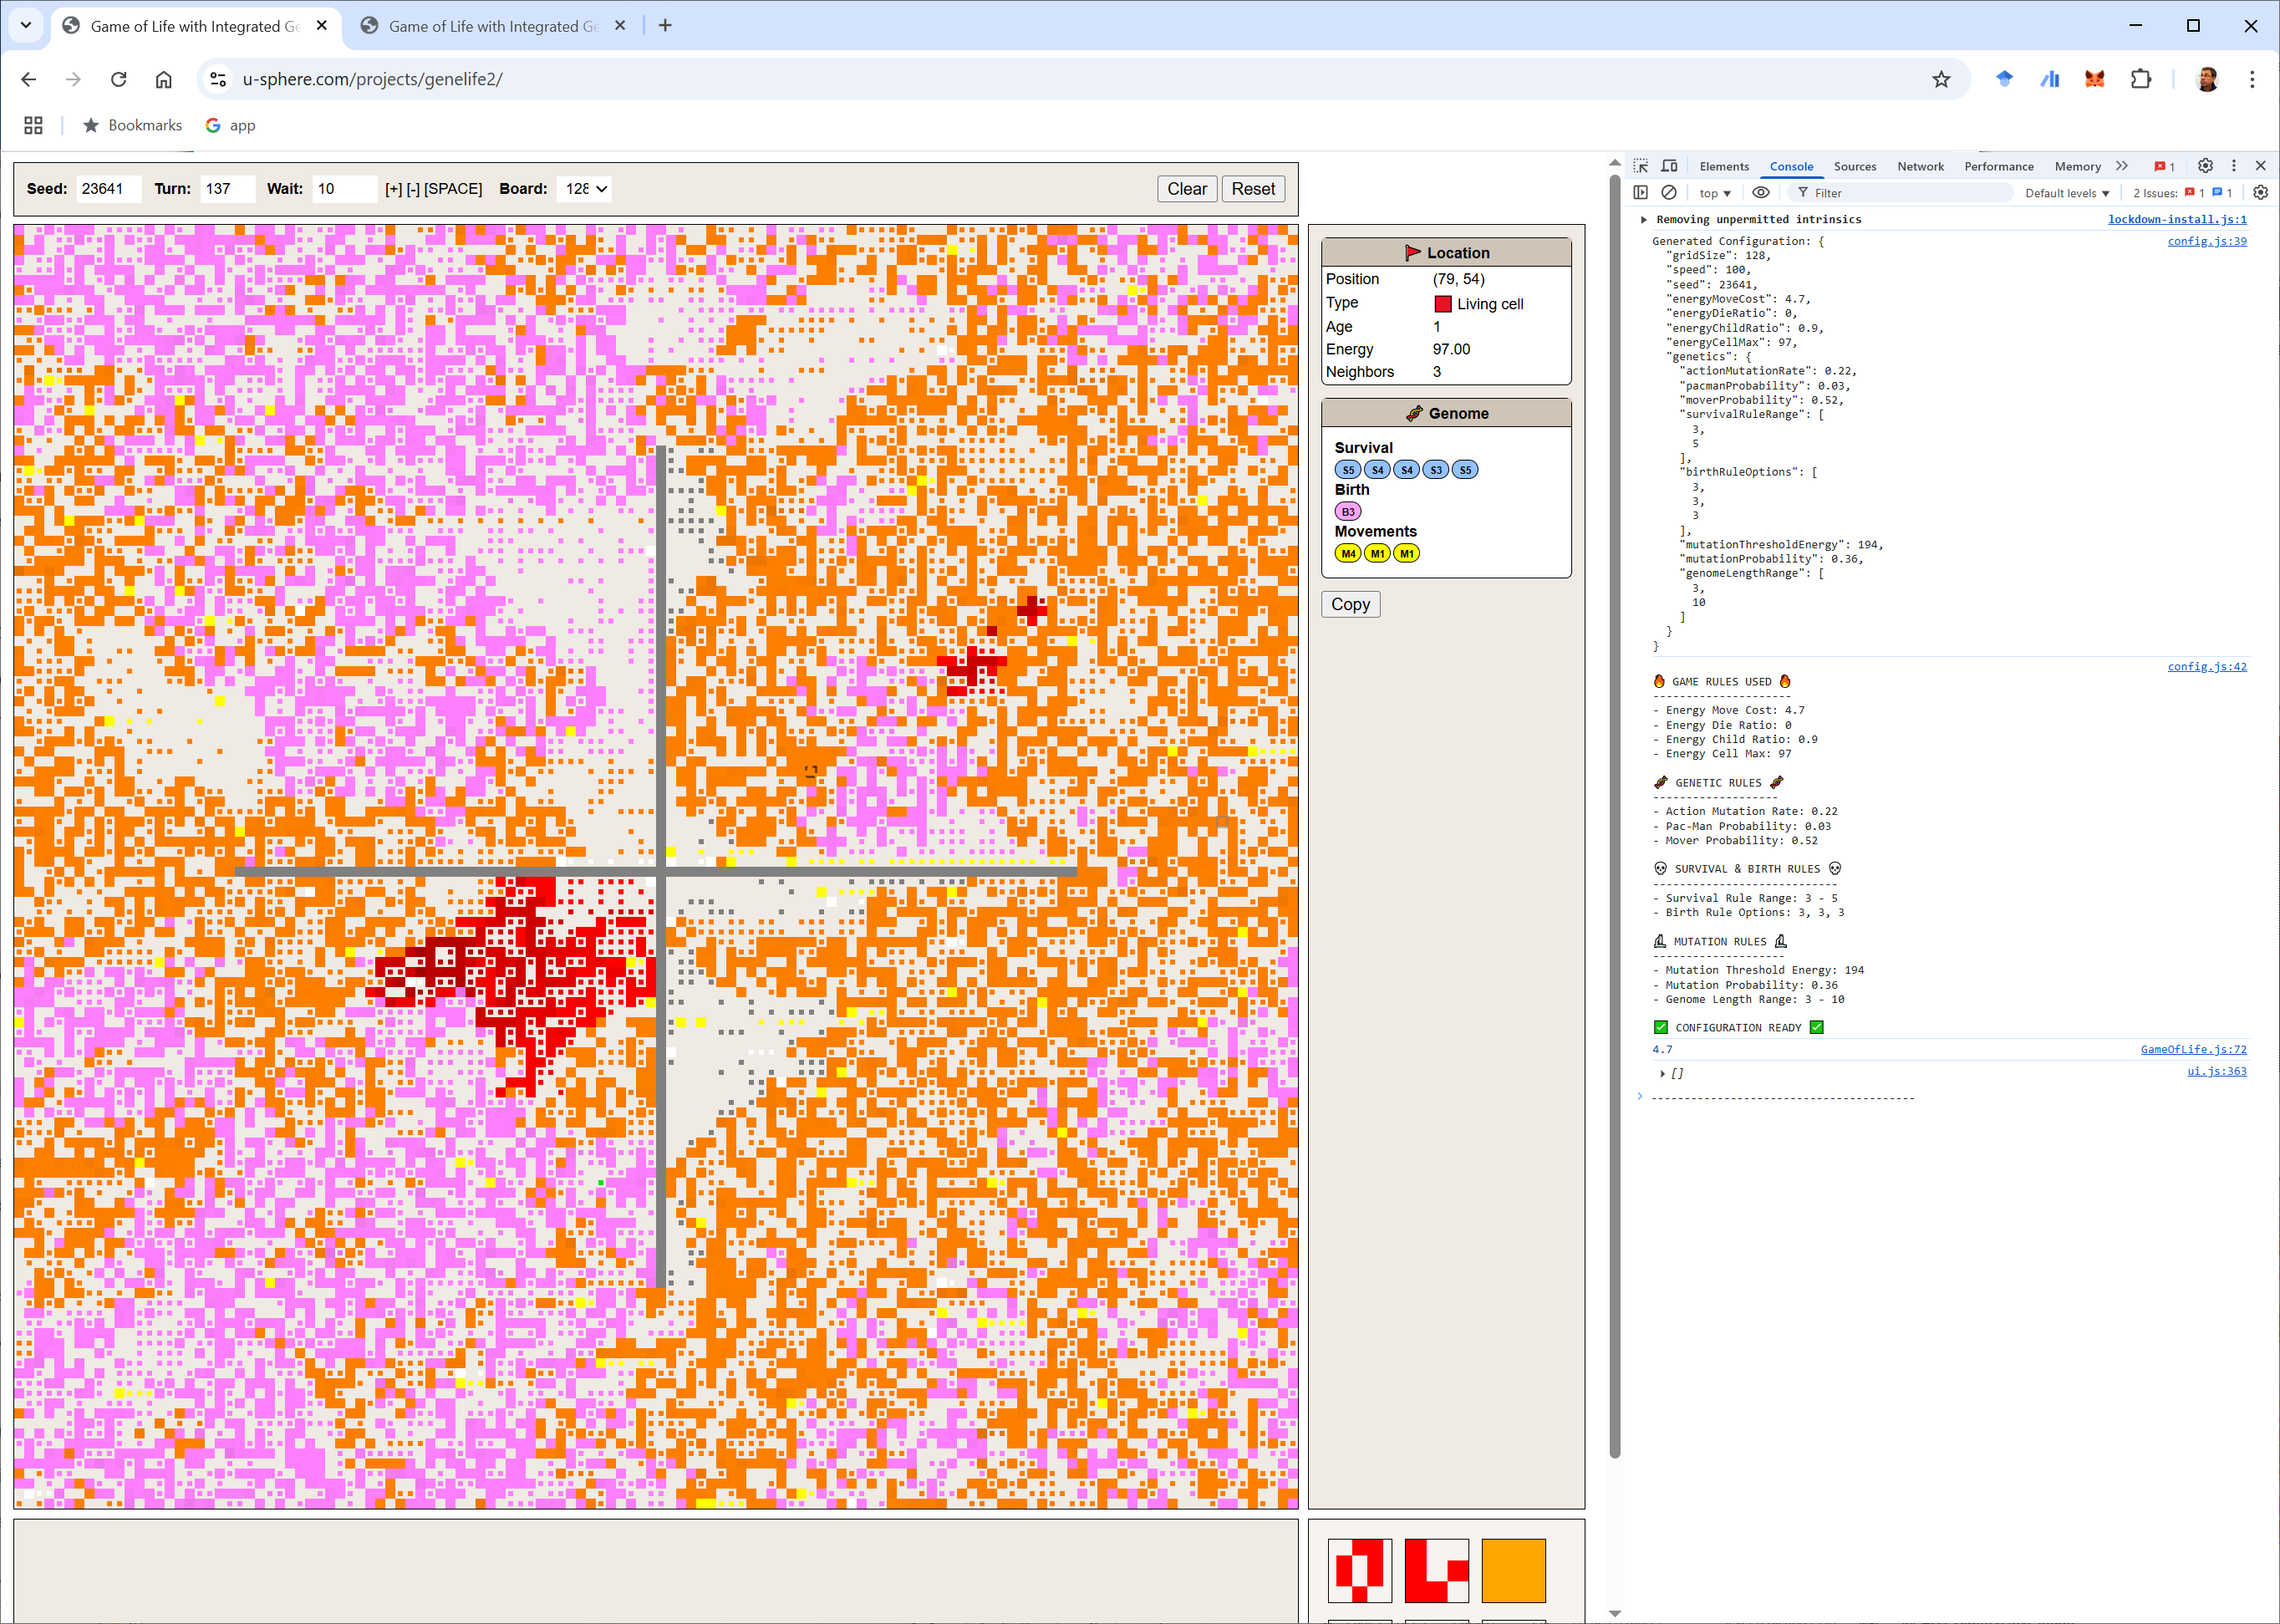 Game of Life with Integrated Ge
Game of Life with Integrated Ge
u-sphere.com/projects/genelife2/
Bookmarks
app
Seed: 23641 Turn: 137 Wait: 10 [+] [-] [SPACE] Board: 128 Clear Reset
Location
Position (79, 54)
Type Living cell
Age 1
Energy 97.00
Neighbors 3
Genome
Survival
S5 S4 S4 S3 S5
Birth
B3
Movements
M4 M1 M1
Copy
Elements Console Sources Network Performance Memory 1
top Filter Default levels 2 Issues: 1 1
Removing unpermitted intrinsics lockdown-install.js:1
Generated Configuration: { config.js:39
"gridSize": 128,
"speed": 100,
"seed": 23641,
"energyMoveCost": 4.7,
"energyDieRatio": 0,
"energyChildRatio": 0.9,
"energyCellMax": 97,
"genetics": {
"actionMutationRate": 0.22,
"pacmanProbability": 0.03,
"moverProbability": 0.52,
"survivalRuleRange": [
3,
5
],
"birthRuleOptions": [
3,
3,
3
],
"mutationThresholdEnergy": 194,
"mutationProbability": 0.36,
"genomeLengthRange": [
3,
10
]
}
}
config.js:42
GAME RULES USED
---------------------
- Energy Move Cost: 4.7
- Energy Die Ratio: 0
- Energy Child Ratio: 0.9
- Energy Cell Max: 97
GENETIC RULES
-------------------
- Action Mutation Rate: 0.22
- Pac-Man Probability: 0.03
- Mover Probability: 0.52
SURVIVAL & BIRTH RULES
----------------------------
- Survival Rule Range: 3 - 5
- Birth Rule Options: 3, 3, 3
MUTATION RULES
--------------------
- Mutation Threshold Energy: 194
- Mutation Probability: 0.36
- Genome Length Range: 3 - 10
CONFIGURATION READY
4.7 GameOfLife.js:72
[] ui.js:363
----------------------------------------